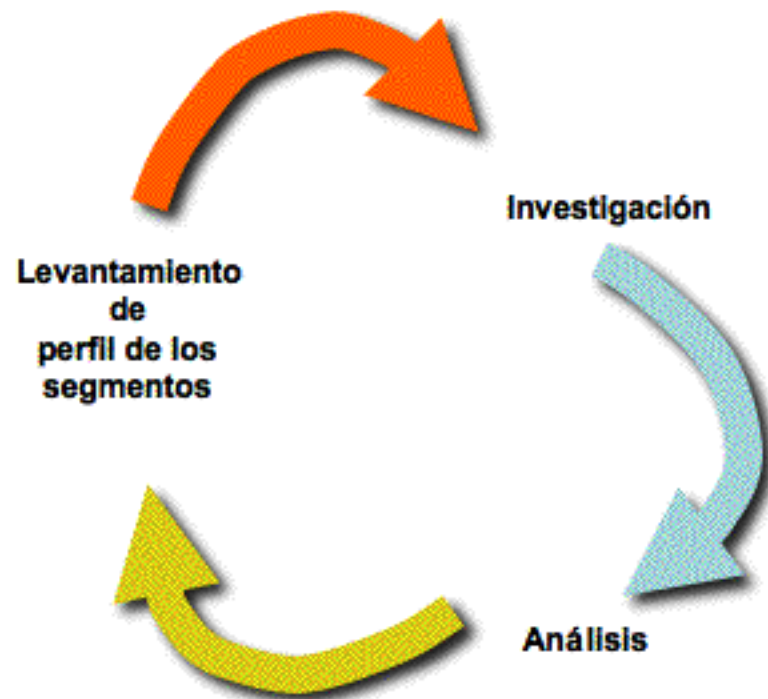 Investigación
Levantamiento
de
perfil de los
segmentos
Análisis